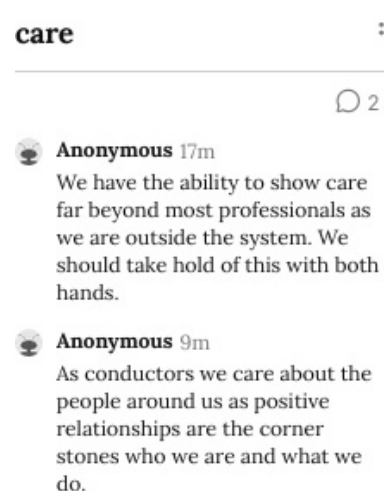 care
2
Anonymous 17m
We have the ability to show care
far beyond most professionals as
we are outside the system. We
should take hold of this with both
hands.
Anonymous 9m
As conductors we care about the
people around us as positive
relationships are the corner
stones who we are and what we
do.